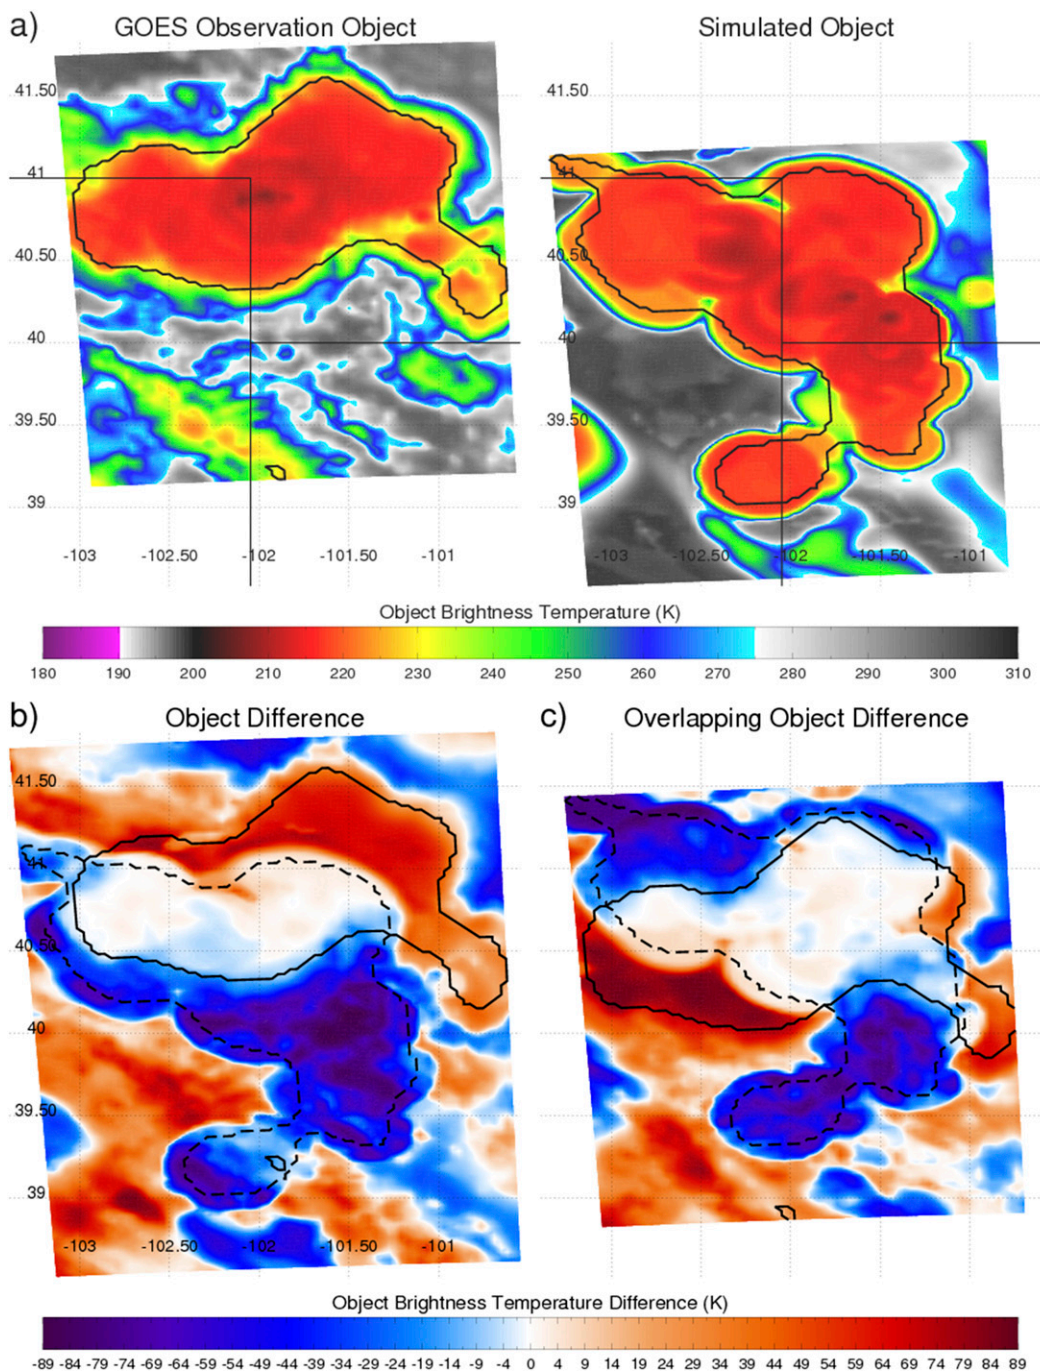 a) GOES Observation Object Simulated Object
41.50 41.50
41 41
40.50 40.50
40 40
39.50 39.50
39 39
-103 -102.50 -102 -101.50 -101 -103 -102.50 -102 -101.50 -101
Object Brightness Temperature (K)
180 190 200 210 220 230 240 250 260 270 280 290 300 310
b) Object Difference c) Overlapping Object Difference
41.50
41
40.50
40
39.50
39
-103 -102.50 -102 -101.50 -101
Object Brightness Temperature Difference (K)
-89 -84 -79 -74 -69 -64 -59 -54 -49 -44 -39 -34 -29 -24 -19 -14 -9 -4 0 4 9 14 19 24 29 34 39 44 49 54 59 64 69 74 79 84 89